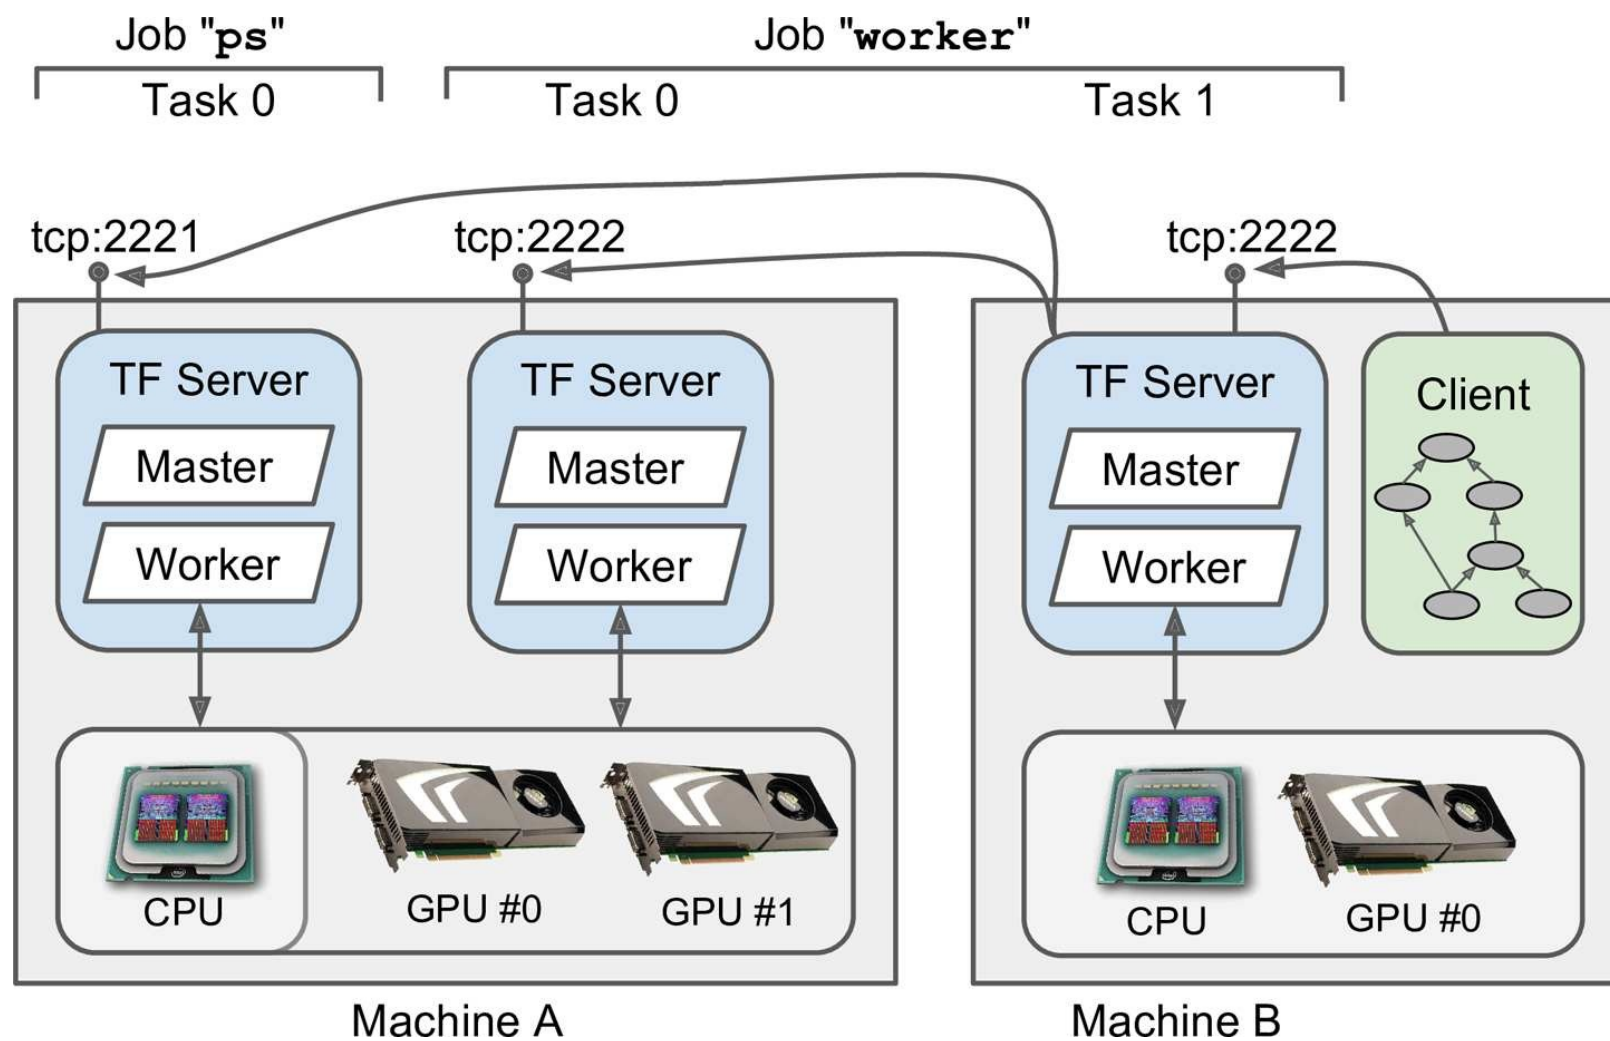 Job "ps"
Job "worker"
Task 0
Task 0
Task 1
tcp:2221
tcp:2222
tcp:2222
TF Server
Master
Worker
TF Server
Master
Worker
TF Server
Master
Worker
Client
CPU
GPU #0
GPU #1
CPU
GPU #0
Machine A
Machine B